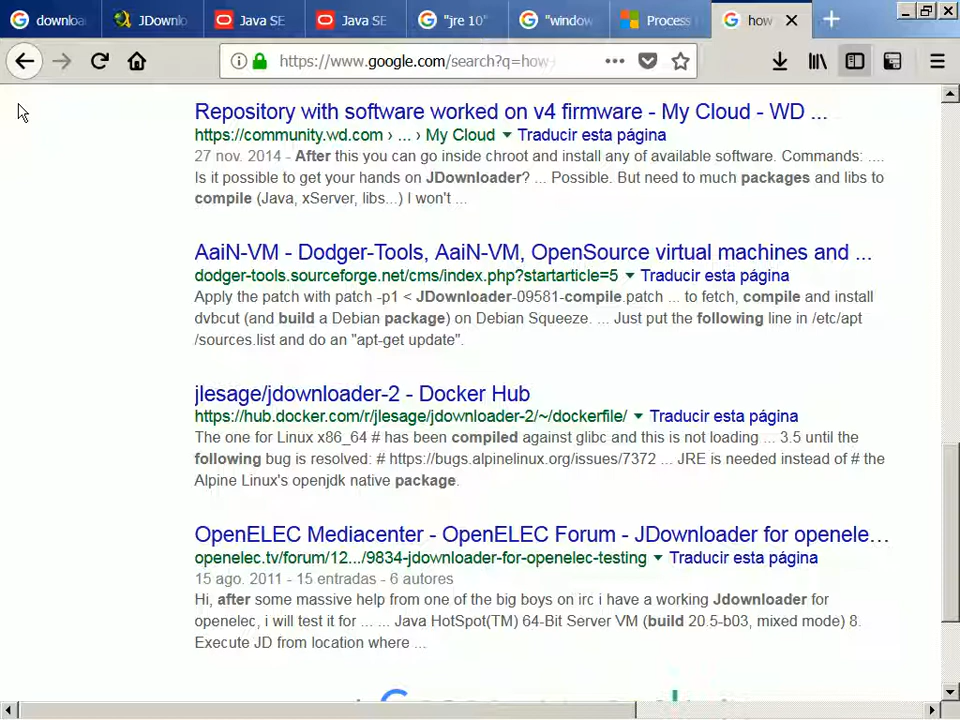 downloa
JDownlo
Java SE
Java SE
"jre 10"
"window
Process
how
https://www.google.com/search?q=how-
Repository with software worked on v4 firmware - My Cloud - WD ...
https://community.wd.com › ... › My Cloud Traducir esta página
27 nov. 2014 - After this you can go inside chroot and install any of available software. Commands: ....
Is it possible to get your hands on JDownloader? ... Possible. But need to much packages and libs to
compile (Java, xServer, libs...) I won't ...
AaiN-VM - Dodger-Tools, AaiN-VM, OpenSource virtual machines and ...
dodger-tools.sourceforge.net/cms/index.php?startarticle=5 Traducir esta página
Apply the patch with patch -p1 < JDownloader-09581-compile.patch ... to fetch, compile and install
dvbcut (and build a Debian package) on Debian Squeeze. ... Just put the following line in /etc/apt
/sources.list and do an "apt-get update".
jlesage/jdownloader-2 - Docker Hub
https://hub.docker.com/r/jlesage/jdownloader-2/~/dockerfile/ Traducir esta página
The one for Linux x86_64 # has been compiled against glibc and this is not loading ... 3.5 until the
following bug is resolved: # https://bugs.alpinelinux.org/issues/7372 ... JRE is needed instead of # the
Alpine Linux's openjdk native package.
OpenELEC Mediacenter - OpenELEC Forum - JDownloader for openele...
openelec.tv/forum/12.../9834-jdownloader-for-openelec-testing Traducir esta página
15 ago. 2011 - 15 entradas - 6 autores
Hi, after some massive help from one of the big boys on irc i have a working Jdownloader for
openelec, i will test it for ... ... Java HotSpot(TM) 64-Bit Server VM (build 20.5-b03, mixed mode) 8.
Execute JD from location where ...